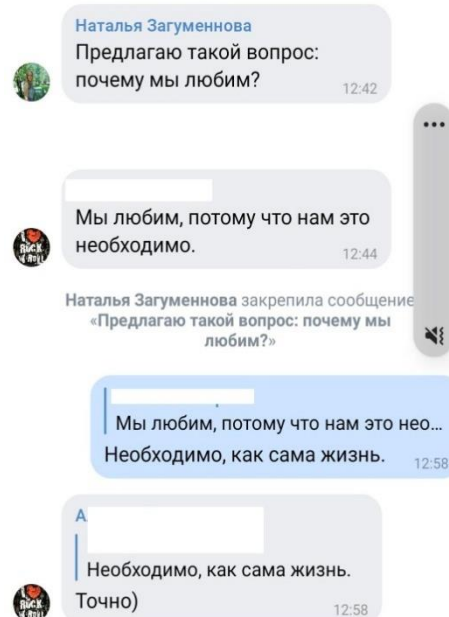 Наталья Загуменнова
Предлагаю такой вопрос:
почему мы любим?
12:42
Мы любим, потому что нам это
необходимо.
12:44
Наталья Загуменнова закрепила сообщение
«Предлагаю такой вопрос: почему мы
любим?»
Мы любим, потому что нам это нео...
Необходимо, как сама жизнь.
12:58
А
Необходимо, как сама жизнь.
Точно)
12:58